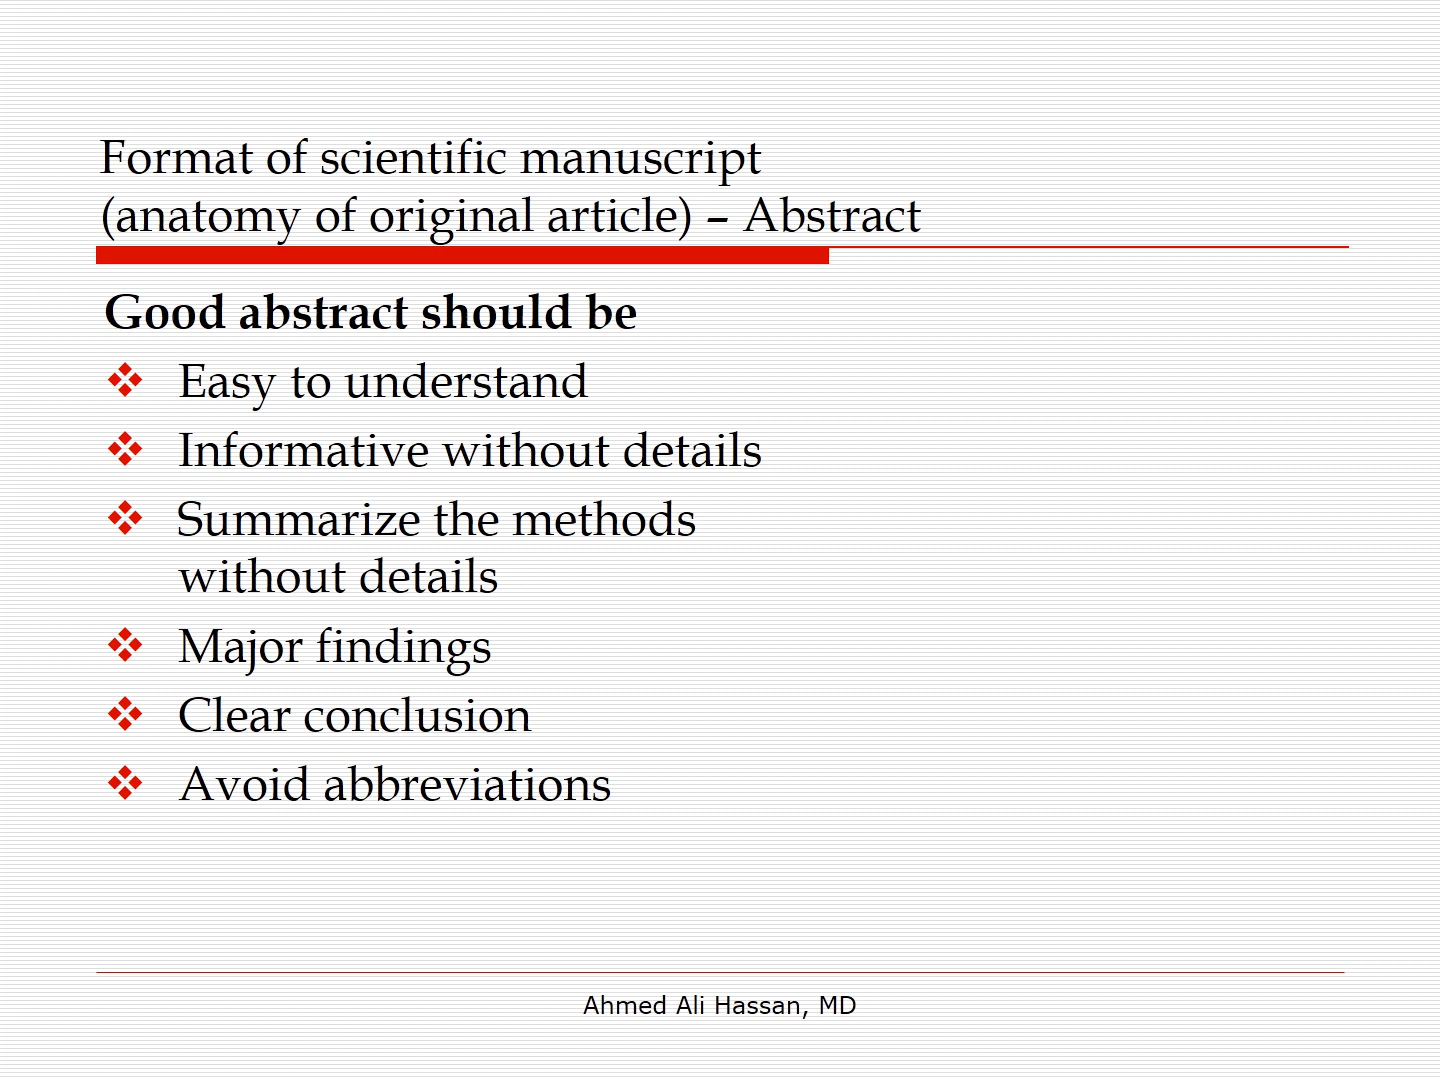 Format of scientific manuscript
(anatomy of original article) – Abstract
Good abstract should be
❖ Easy to understand
❖ Informative without details
❖ Summarize the methods
without details
❖ Major findings
❖ Clear conclusion
❖ Avoid abbreviations
Ahmed Ali Hassan, MD